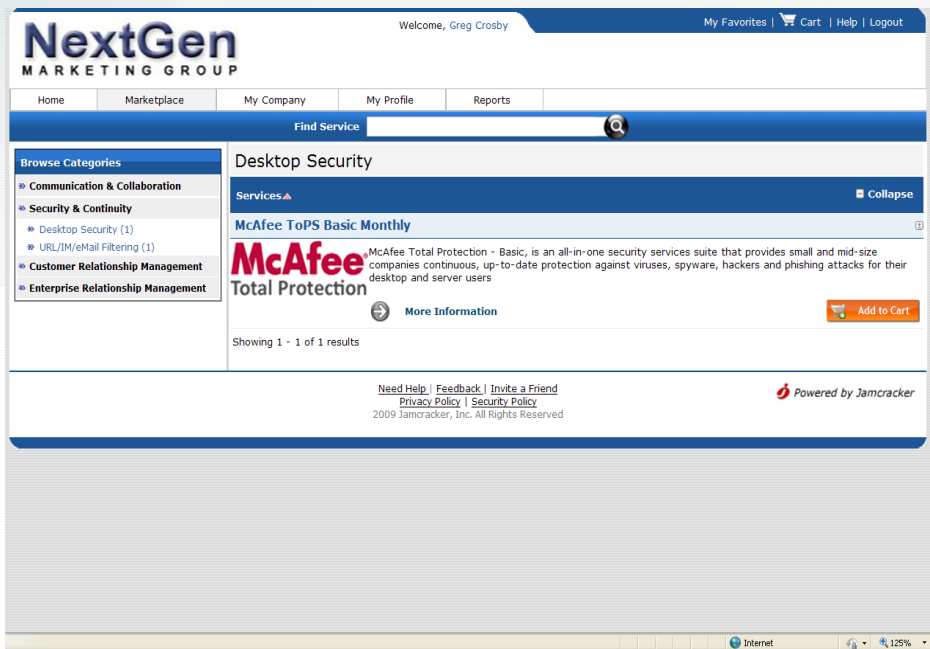 NextGen
MARKETING GROUP
Welcome, Greg Crosby
My Favorites | Cart | Help | Logout
Home Marketplace My Company My Profile Reports
Find Service
Browse Categories
Communication & Collaboration
Security & Continuity
Desktop Security (1)
URL/IM/eMail Filtering (1)
Customer Relationship Management
Enterprise Relationship Management
Desktop Security
Services Collapse
McAfee ToPS Basic Monthly
McAfee®
Total Protection
McAfee Total Protection - Basic, is an all-in-one security services suite that provides small and mid-size
companies continuous, up-to-date protection against viruses, spyware, hackers and phishing attacks for their
desktop and server users
More Information
Add to Cart
Showing 1 - 1 of 1 results
Need Help | Feedback | Invite a Friend
Privacy Policy | Security Policy
2009 Jamcracker, Inc. All Rights Reserved
Powered by Jamcracker
Internet 125%